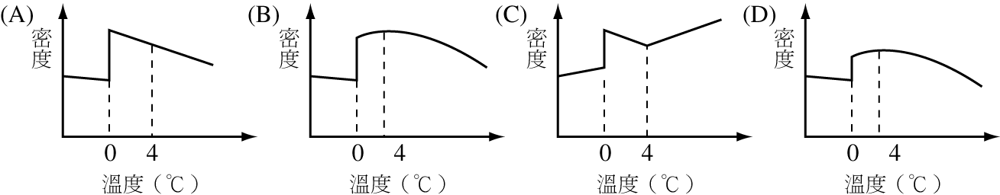 (A) 密度 0 4 溫度（℃）
(B) 密度 0 4 溫度（℃）
(C) 密度 0 4 溫度（℃）
(D) 密度 0 4 溫度（℃）